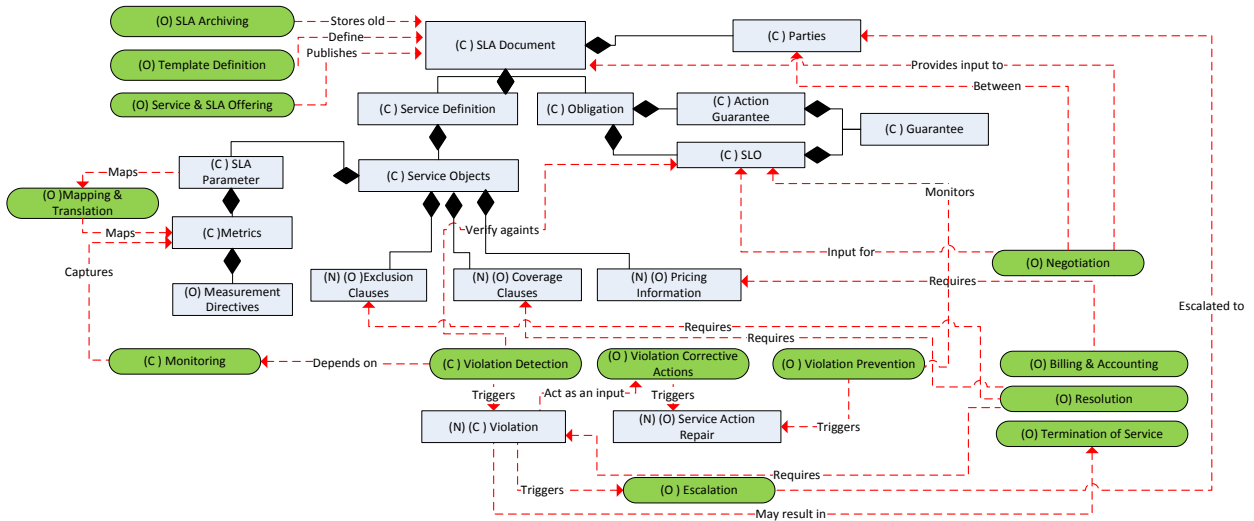 (O) SLA Archiving
Stores old
Define
Publishes
(C ) SLA Document
(C ) Parties
(O) Template Definition
Provides input to
Between
(O) Service & SLA Offering
(C ) Service Definition
(C ) Obligation
(C ) Action
Guarantee
(C ) Guarantee
(C ) SLO
(C ) SLA
Parameter
(C ) Service Objects
Maps
(O )Mapping &
Translation
Monitors
Maps
(C )Metrics
Verify againts
Input for
Captures
(O) Negotiation
(O) Measurement
Directives
(N) (O )Exclusion
Clauses
(N) (O) Coverage
Clauses
(N) (O) Pricing
Information
Requires
Escalated to
Requires
Requires
(C ) Monitoring
Depends on
(C ) Violation Detection
(O ) Violation Corrective
Actions
(O ) Violation Prevention
(O) Billing & Accounting
Triggers
Act as an input
Triggers
(O ) Resolution
(N) (C ) Violation
(N) (O) Service Action
Repair
Triggers
(O) Termination of Service
Requires
Triggers
(O ) Escalation
May result in